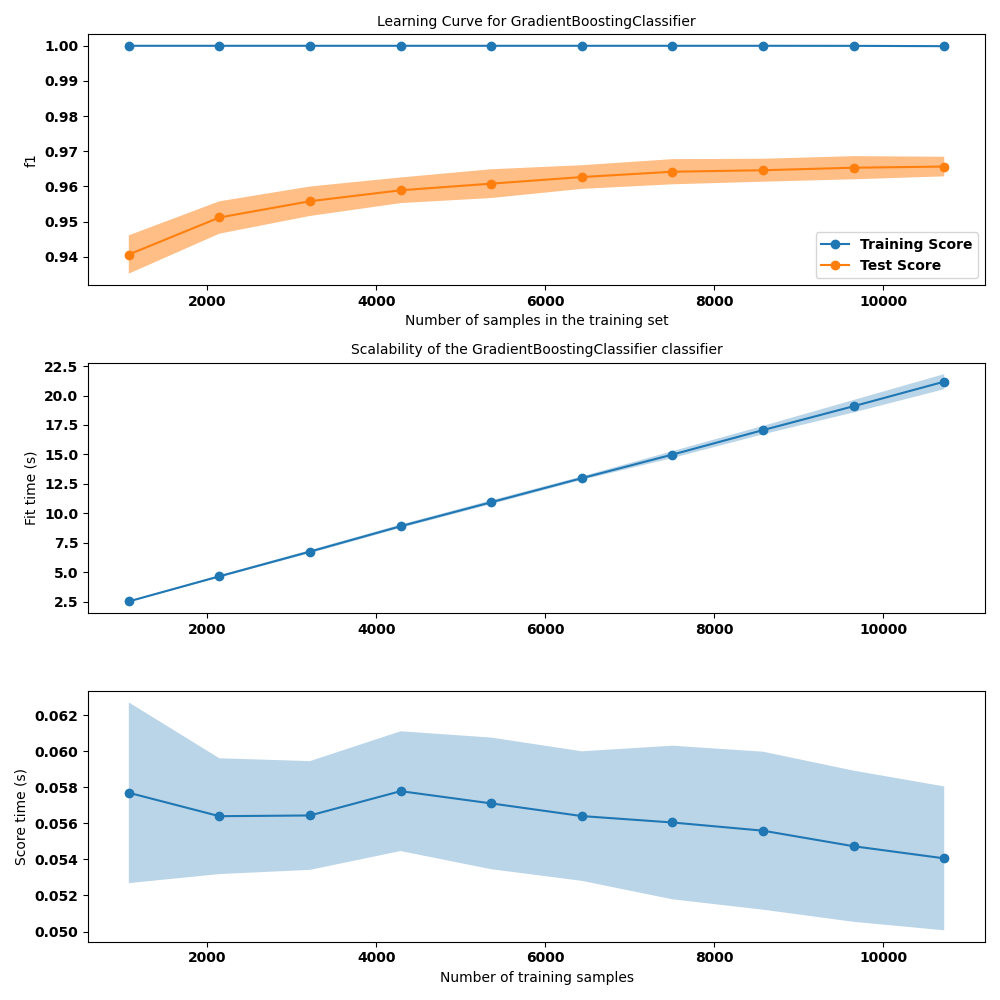 Learning Curve for GradientBoostingClassifier
1.00
0.99
0.98
0.97
0.96
0.95
0.94
f1
Training Score
Test Score
2000 4000 6000 8000 10000
Number of samples in the training set
Scalability of the GradientBoostingClassifier classifier
22.5
20.0
17.5
15.0
12.5
10.0
7.5
5.0
2.5
Fit time (s)
2000 4000 6000 8000 10000
0.062
0.060
0.058
0.056
0.054
0.052
0.050
Score time (s)
2000 4000 6000 8000 10000
Number of training samples